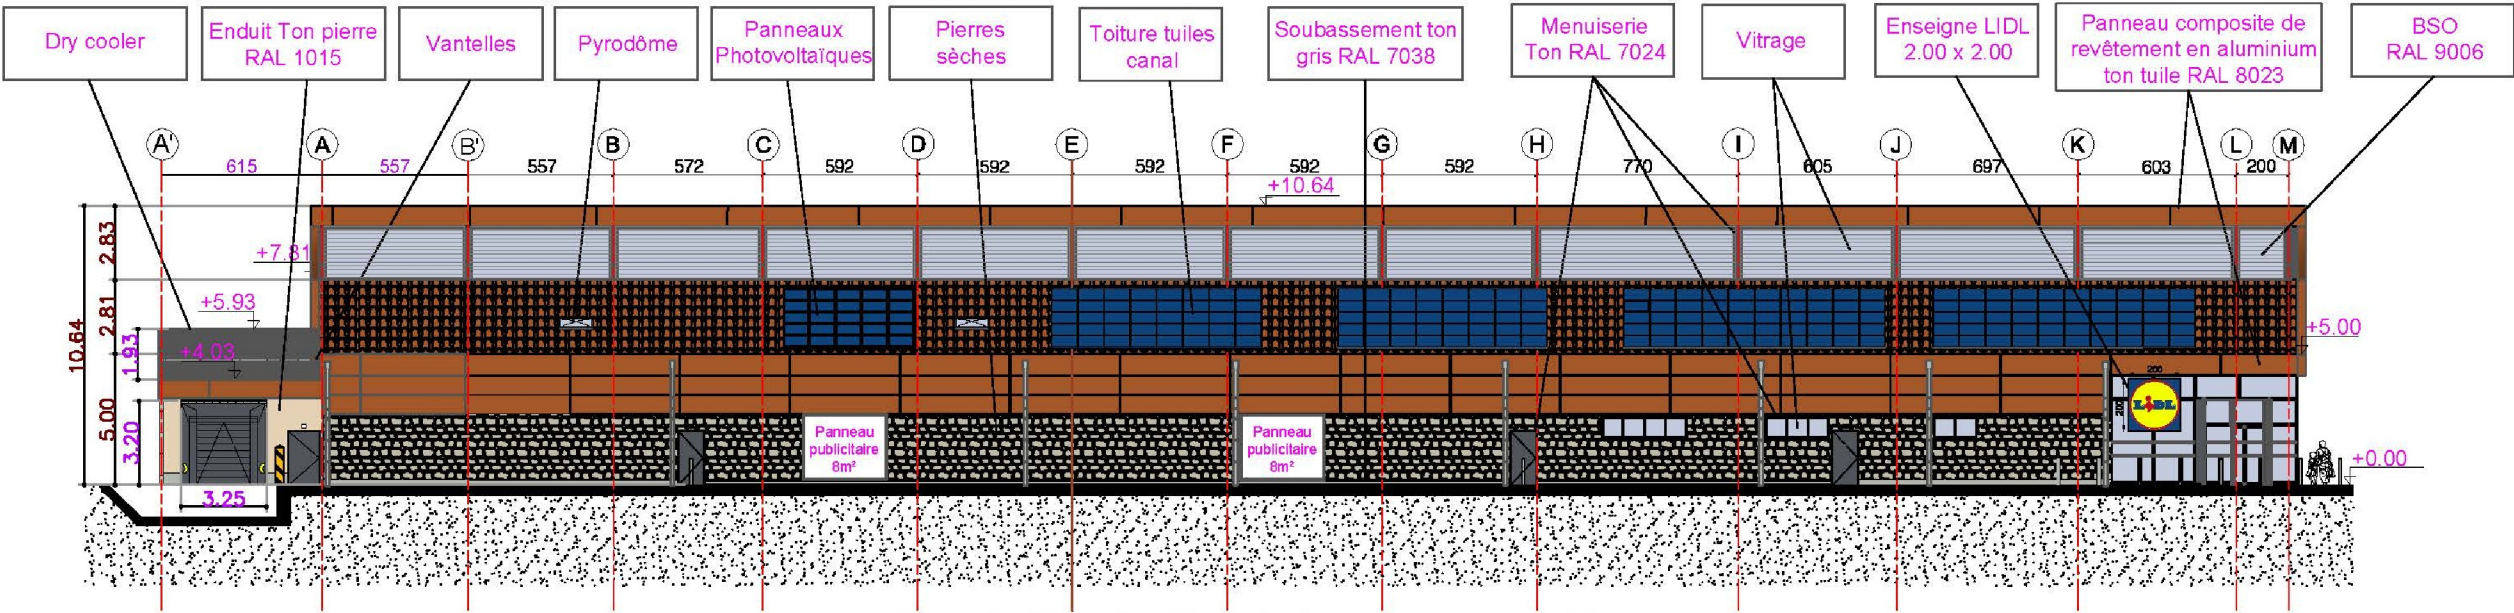 Dry cooler
Enduit Ton pierre
RAL 1015
Vantelles
Pyrodôme
Panneaux
Photovoltaïques
Pierres
sèches
Toiture tuiles
canal
Soubassement ton
gris RAL 7038
Menuiserie
Ton RAL 7024
Vitrage
Enseigne LIDL
2.00 x 2.00
Panneau composite de
revêtement en aluminium
ton tuile RAL 8023
BSO
RAL 9006
A' A B' B C D E F G H I J K L M
615 557 557 572 592 592 592 592 592 770 605 697 603 200
+10.64
+7.81
+5.93
+4.03
+5.00
+0.00
10.64
2.83
2.81
5.00
1.93
3.20
3.25
200
200
LIDL
Panneau
publicitaire
8m²
Panneau
publicitaire
8m²